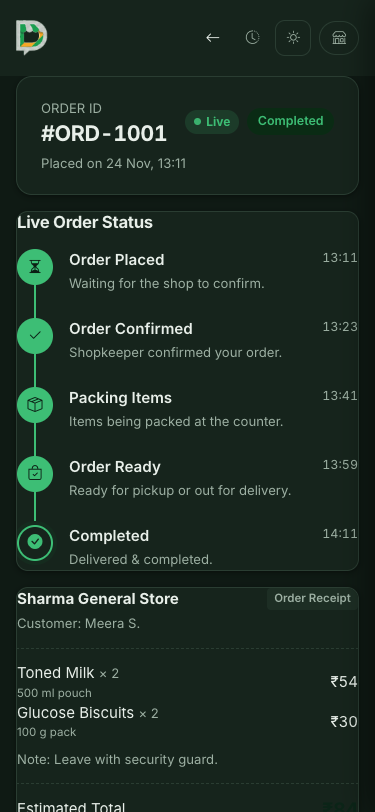 ORDER ID
#ORD-1001
Live
Completed
Placed on 24 Nov, 13:11
Live Order Status
Order Placed 13:11
Waiting for the shop to confirm.
Order Confirmed 13:23
Shopkeeper confirmed your order.
Packing Items 13:41
Items being packed at the counter.
Order Ready 13:59
Ready for pickup or out for delivery.
Completed 14:11
Delivered & completed.
Sharma General Store Order Receipt
Customer: Meera S.
Toned Milk × 2 ₹54
500 ml pouch
Glucose Biscuits × 2 ₹30
100 g pack
Note: Leave with security guard.
Estimated Total